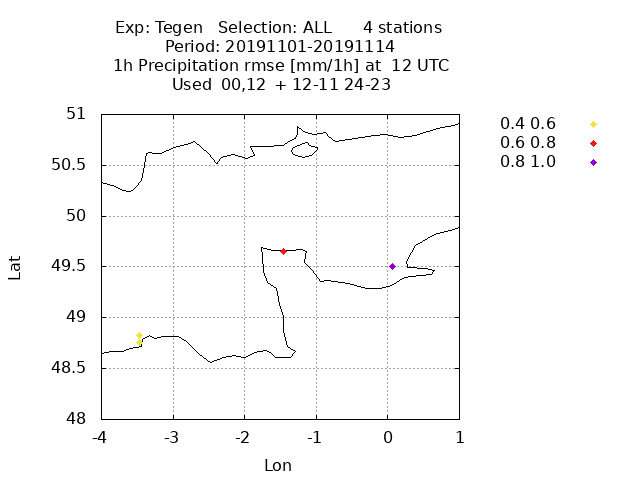 Exp: Tegen   Selection: ALL      4 stations
Period: 20191101-20191114
1h Precipitation rmse [mm/1h] at  12 UTC
Used  00,12  + 12-11 24-23
51
50.5
50
49.5
49
48.5
48
-4 -3 -2 -1 0 1
Lat
Lon
0.4 0.6
0.6 0.8
0.8 1.0